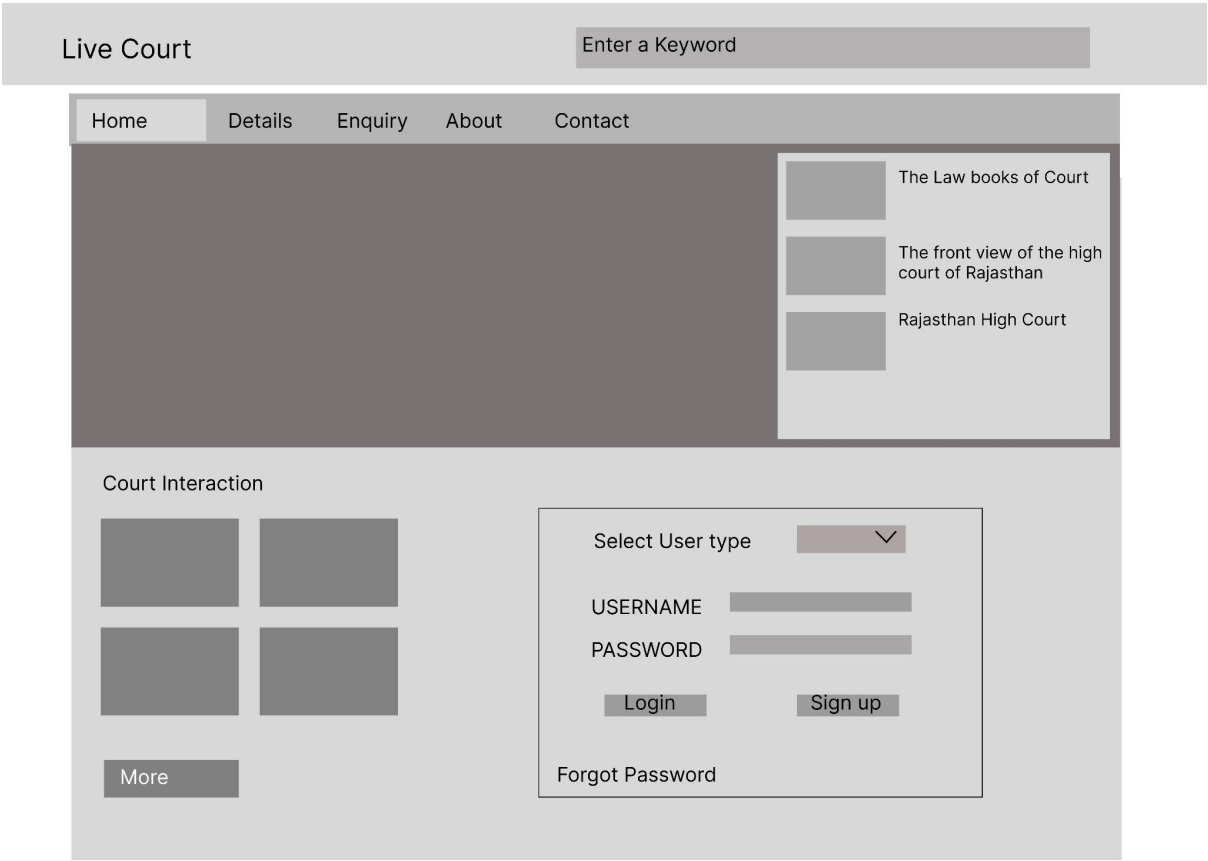 Live Court
Enter a Keyword
Home
Details
Enquiry
About
Contact
The Law books of Court
The front view of the high
court of Rajasthan
Rajasthan High Court
Court Interaction
More
Select User type
USERNAME
PASSWORD
Login
Sign up
Forgot Password